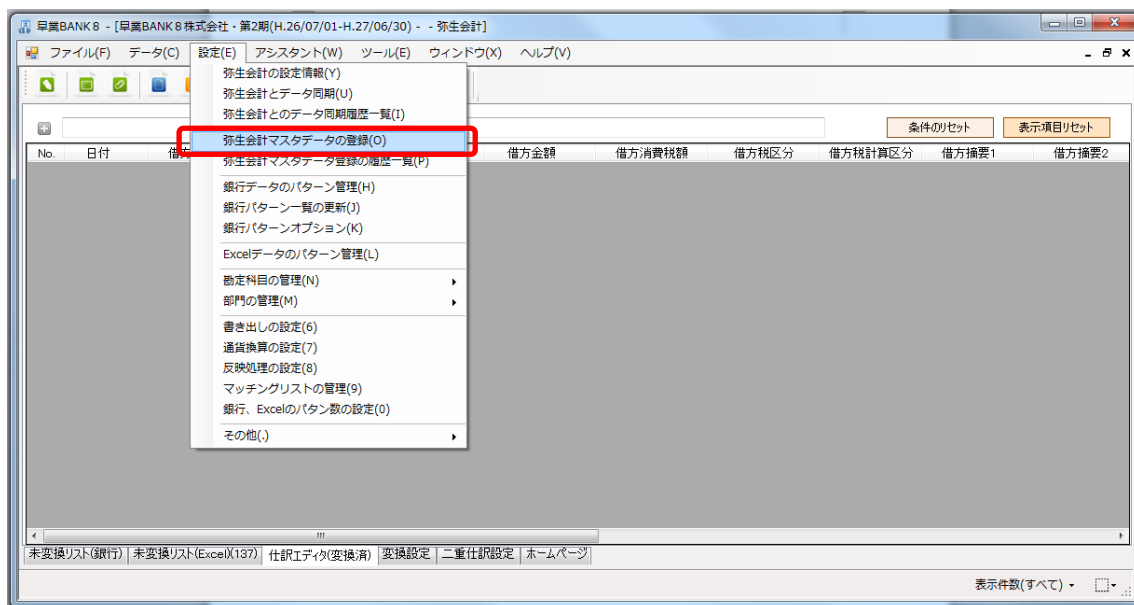 早業BANK８ - [早業BANK８株式会社・第2期(H.26/07/01-H.27/06/30) - - 弥生会計]
ファイル(F) データ(C) 設定(E) アシスタント(W) ツール(E) ウィンドウ(X) ヘルプ(V)
弥生会計の設定情報(Y)
弥生会計とデータ同期(U)
弥生会計とのデータ同期履歴一覧(I)
弥生会計マスタデータの登録(O)
弥生会計マスタデータ登録の履歴一覧(P)
銀行データのパターン管理(H)
銀行パターン一覧の更新(J)
銀行パターンオプション(K)
Excelデータのパターン管理(L)
勘定科目の管理(N)
部門の管理(M)
書き出しの設定(6)
通貨換算の設定(7)
反映処理の設定(8)
マッチングリストの管理(9)
銀行、Excelのパタン数の設定(0)
その他(.)
条件のリセット 表示項目リセット
No. 日付 借方金額 借方消費税額 借方税区分 借方税計算区分 借方摘要1 借方摘要2
未変換リスト(銀行) 未変換リスト(Excel)(137) 仕訳エディタ(変換済) 変換設定 二重仕訳設定 ホームページ
表示件数(すべて)